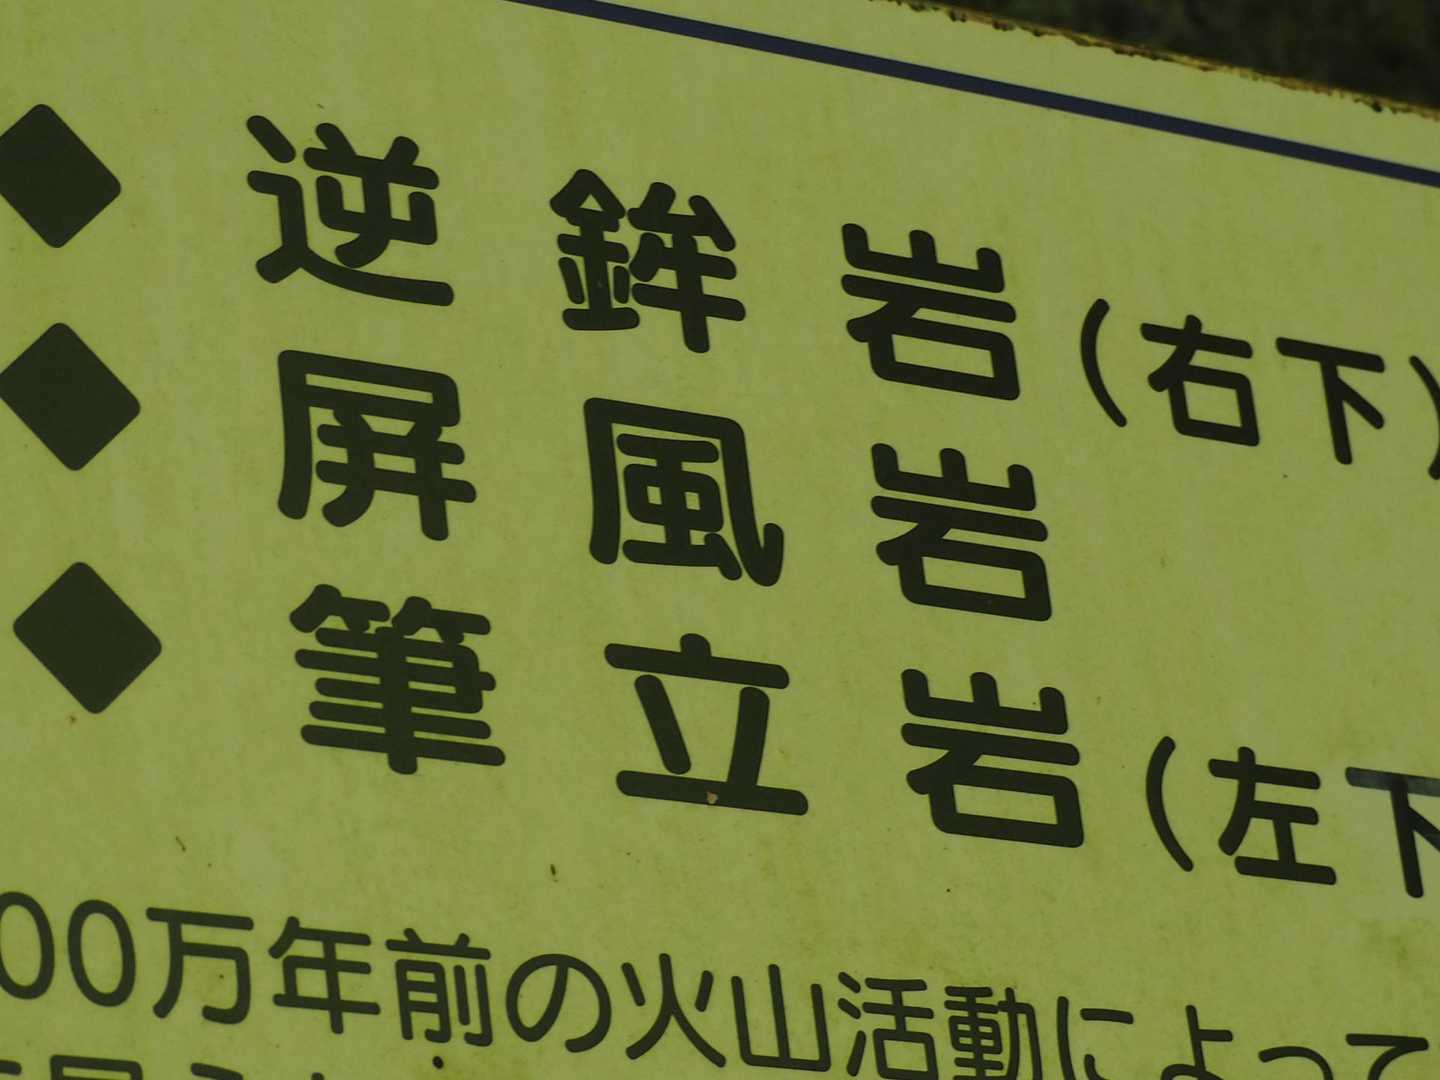 ◆ 逆鉾岩(右下)
◆ 屏風岩
◆ 筆立岩(左下
00万年前の火山活動によって